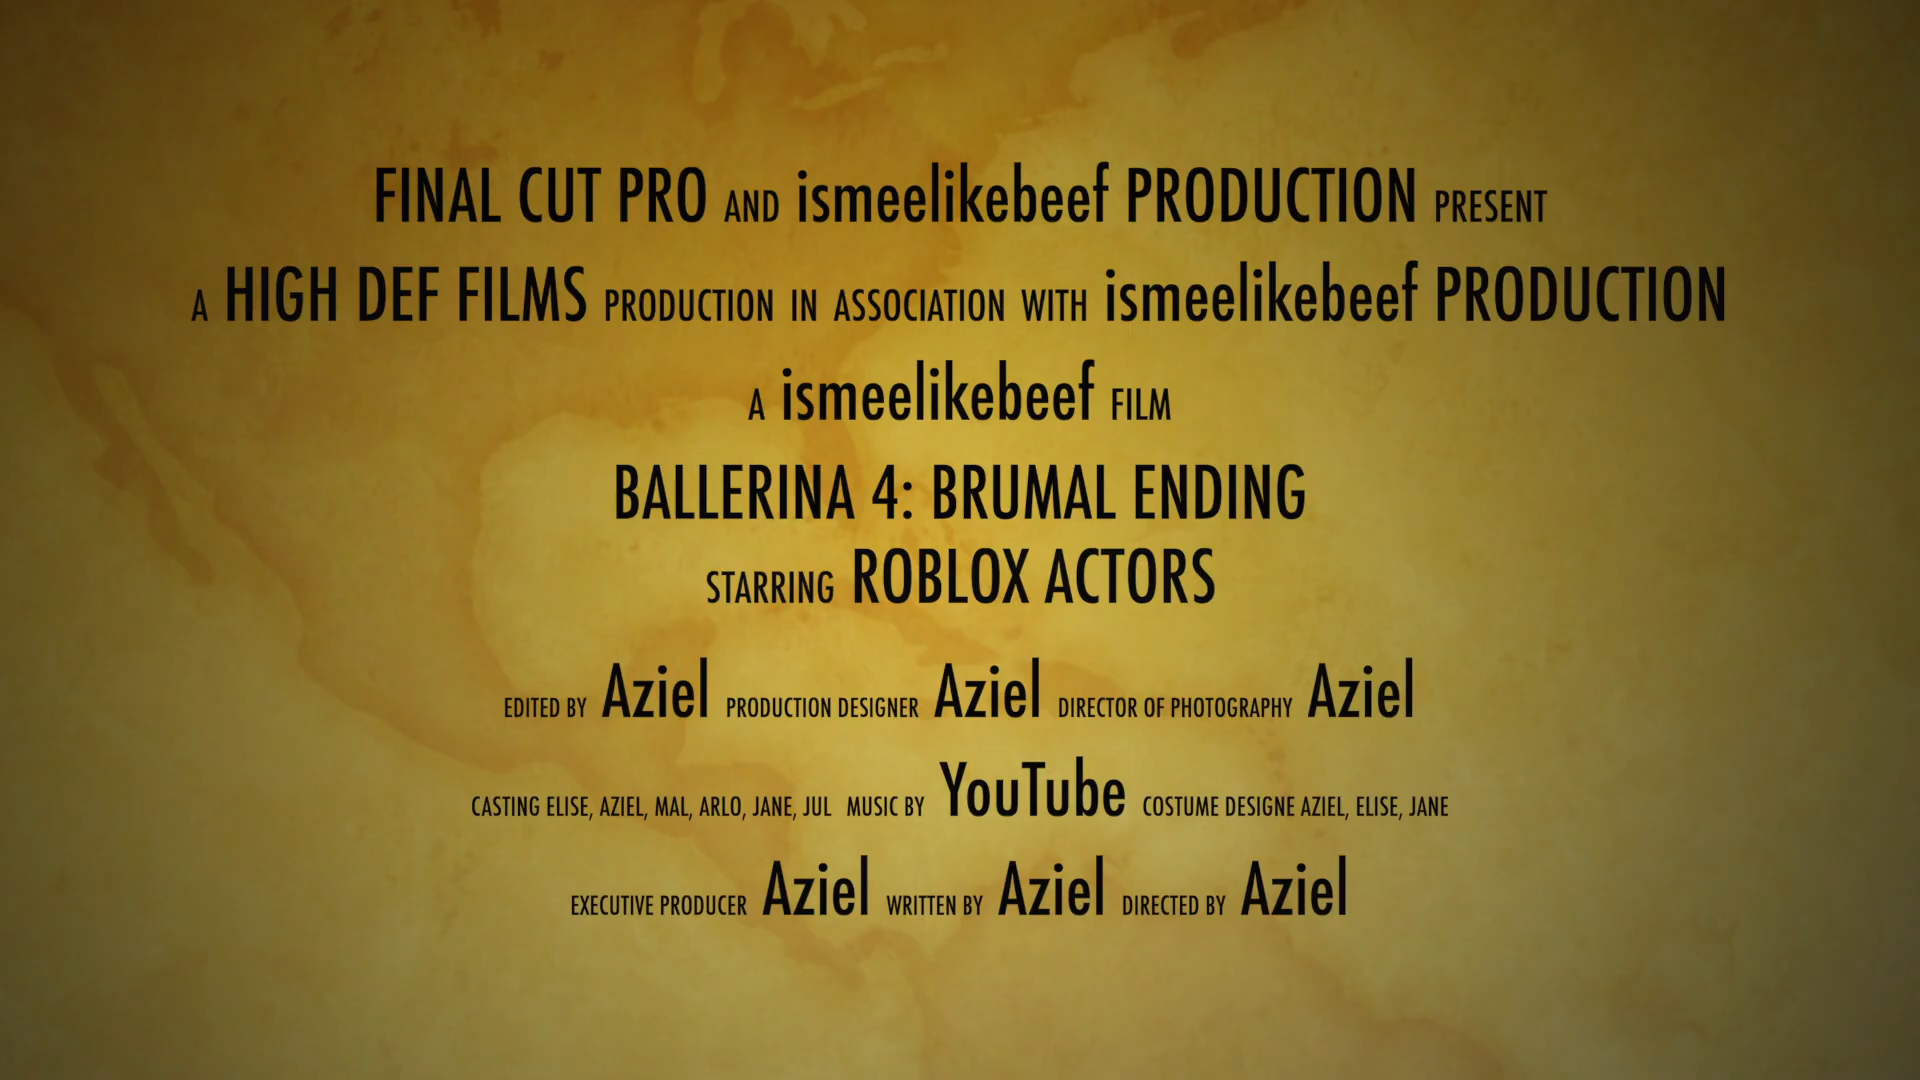 FINAL CUT PRO AND ismeelikebeef PRODUCTION PRESENT
A HIGH DEF FILMS PRODUCTION IN ASSOCIATION WITH ismeelikebeef PRODUCTION
A ismeelikebeef FILM
BALLERINA 4: BRUMAL ENDING
STARRING ROBLOX ACTORS
EDITED BY Aziel PRODUCTION DESIGNER Aziel DIRECTOR OF PHOTOGRAPHY Aziel
CASTING ELISE, AZIEL, MAL, ARLO, JANE, JUL MUSIC BY YouTube COSTUME DESIGNE AZIEL, ELISE, JANE
EXECUTIVE PRODUCER Aziel WRITTEN BY Aziel DIRECTED BY Aziel